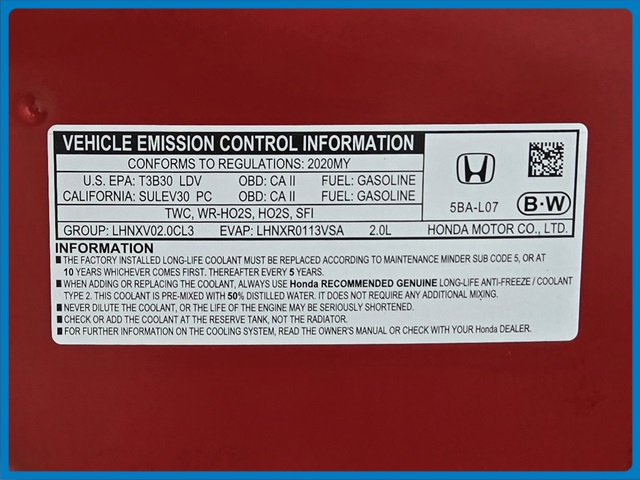 VEHICLE EMISSION CONTROL INFORMATION
CONFORMS TO REGULATIONS: 2020MY
U.S. EPA: T3B30 LDV OBD: CA II FUEL: GASOLINE
CALIFORNIA: SULEV30 PC OBD: CA II FUEL: GASOLINE
TWC, WR-HO2S, HO2S, SFI
5BA-L07 B·W
GROUP: LHNXV02.0CL3 EVAP: LHNXR0113VSA 2.0L HONDA MOTOR CO., LTD.
INFORMATION
■ THE FACTORY INSTALLED LONG-LIFE COOLANT MUST BE REPLACED ACCORDING TO MAINTENANCE MINDER SUB CODE 5, OR AT
10 YEARS WHICHEVER COMES FIRST. THEREAFTER EVERY 5 YEARS.
■ WHEN ADDING OR REPLACING THE COOLANT, ALWAYS USE Honda RECOMMENDED GENUINE LONG-LIFE ANTI-FREEZE / COOLANT
TYPE 2. THIS COOLANT IS PRE-MIXED WITH 50% DISTILLED WATER. IT DOES NOT REQUIRE ANY ADDITIONAL MIXING.
■ NEVER DILUTE THE COOLANT, OR THE LIFE OF THE ENGINE MAY BE SERIOUSLY SHORTENED.
■ CHECK OR ADD THE COOLANT AT THE RESERVE TANK, NOT THE RADIATOR.
■ FOR FURTHER INFORMATION ON THE COOLING SYSTEM, READ THE OWNER'S MANUAL OR CHECK WITH YOUR Honda DEALER.